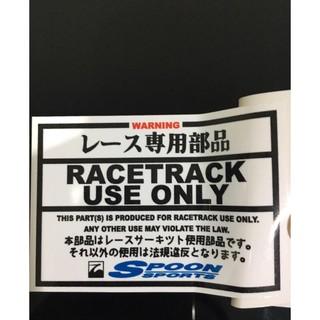 WARNING
レース専用部品
RACETRACK
USE ONLY
THIS PART(S) IS PRODUCED FOR RACETRACK USE ONLY.
ANY OTHER USE MAY VIOLATE THE LAW.
本部品はレースサーキット使用部品です。
それ以外の使用は法規違反となります。
SPOON
SPORTS